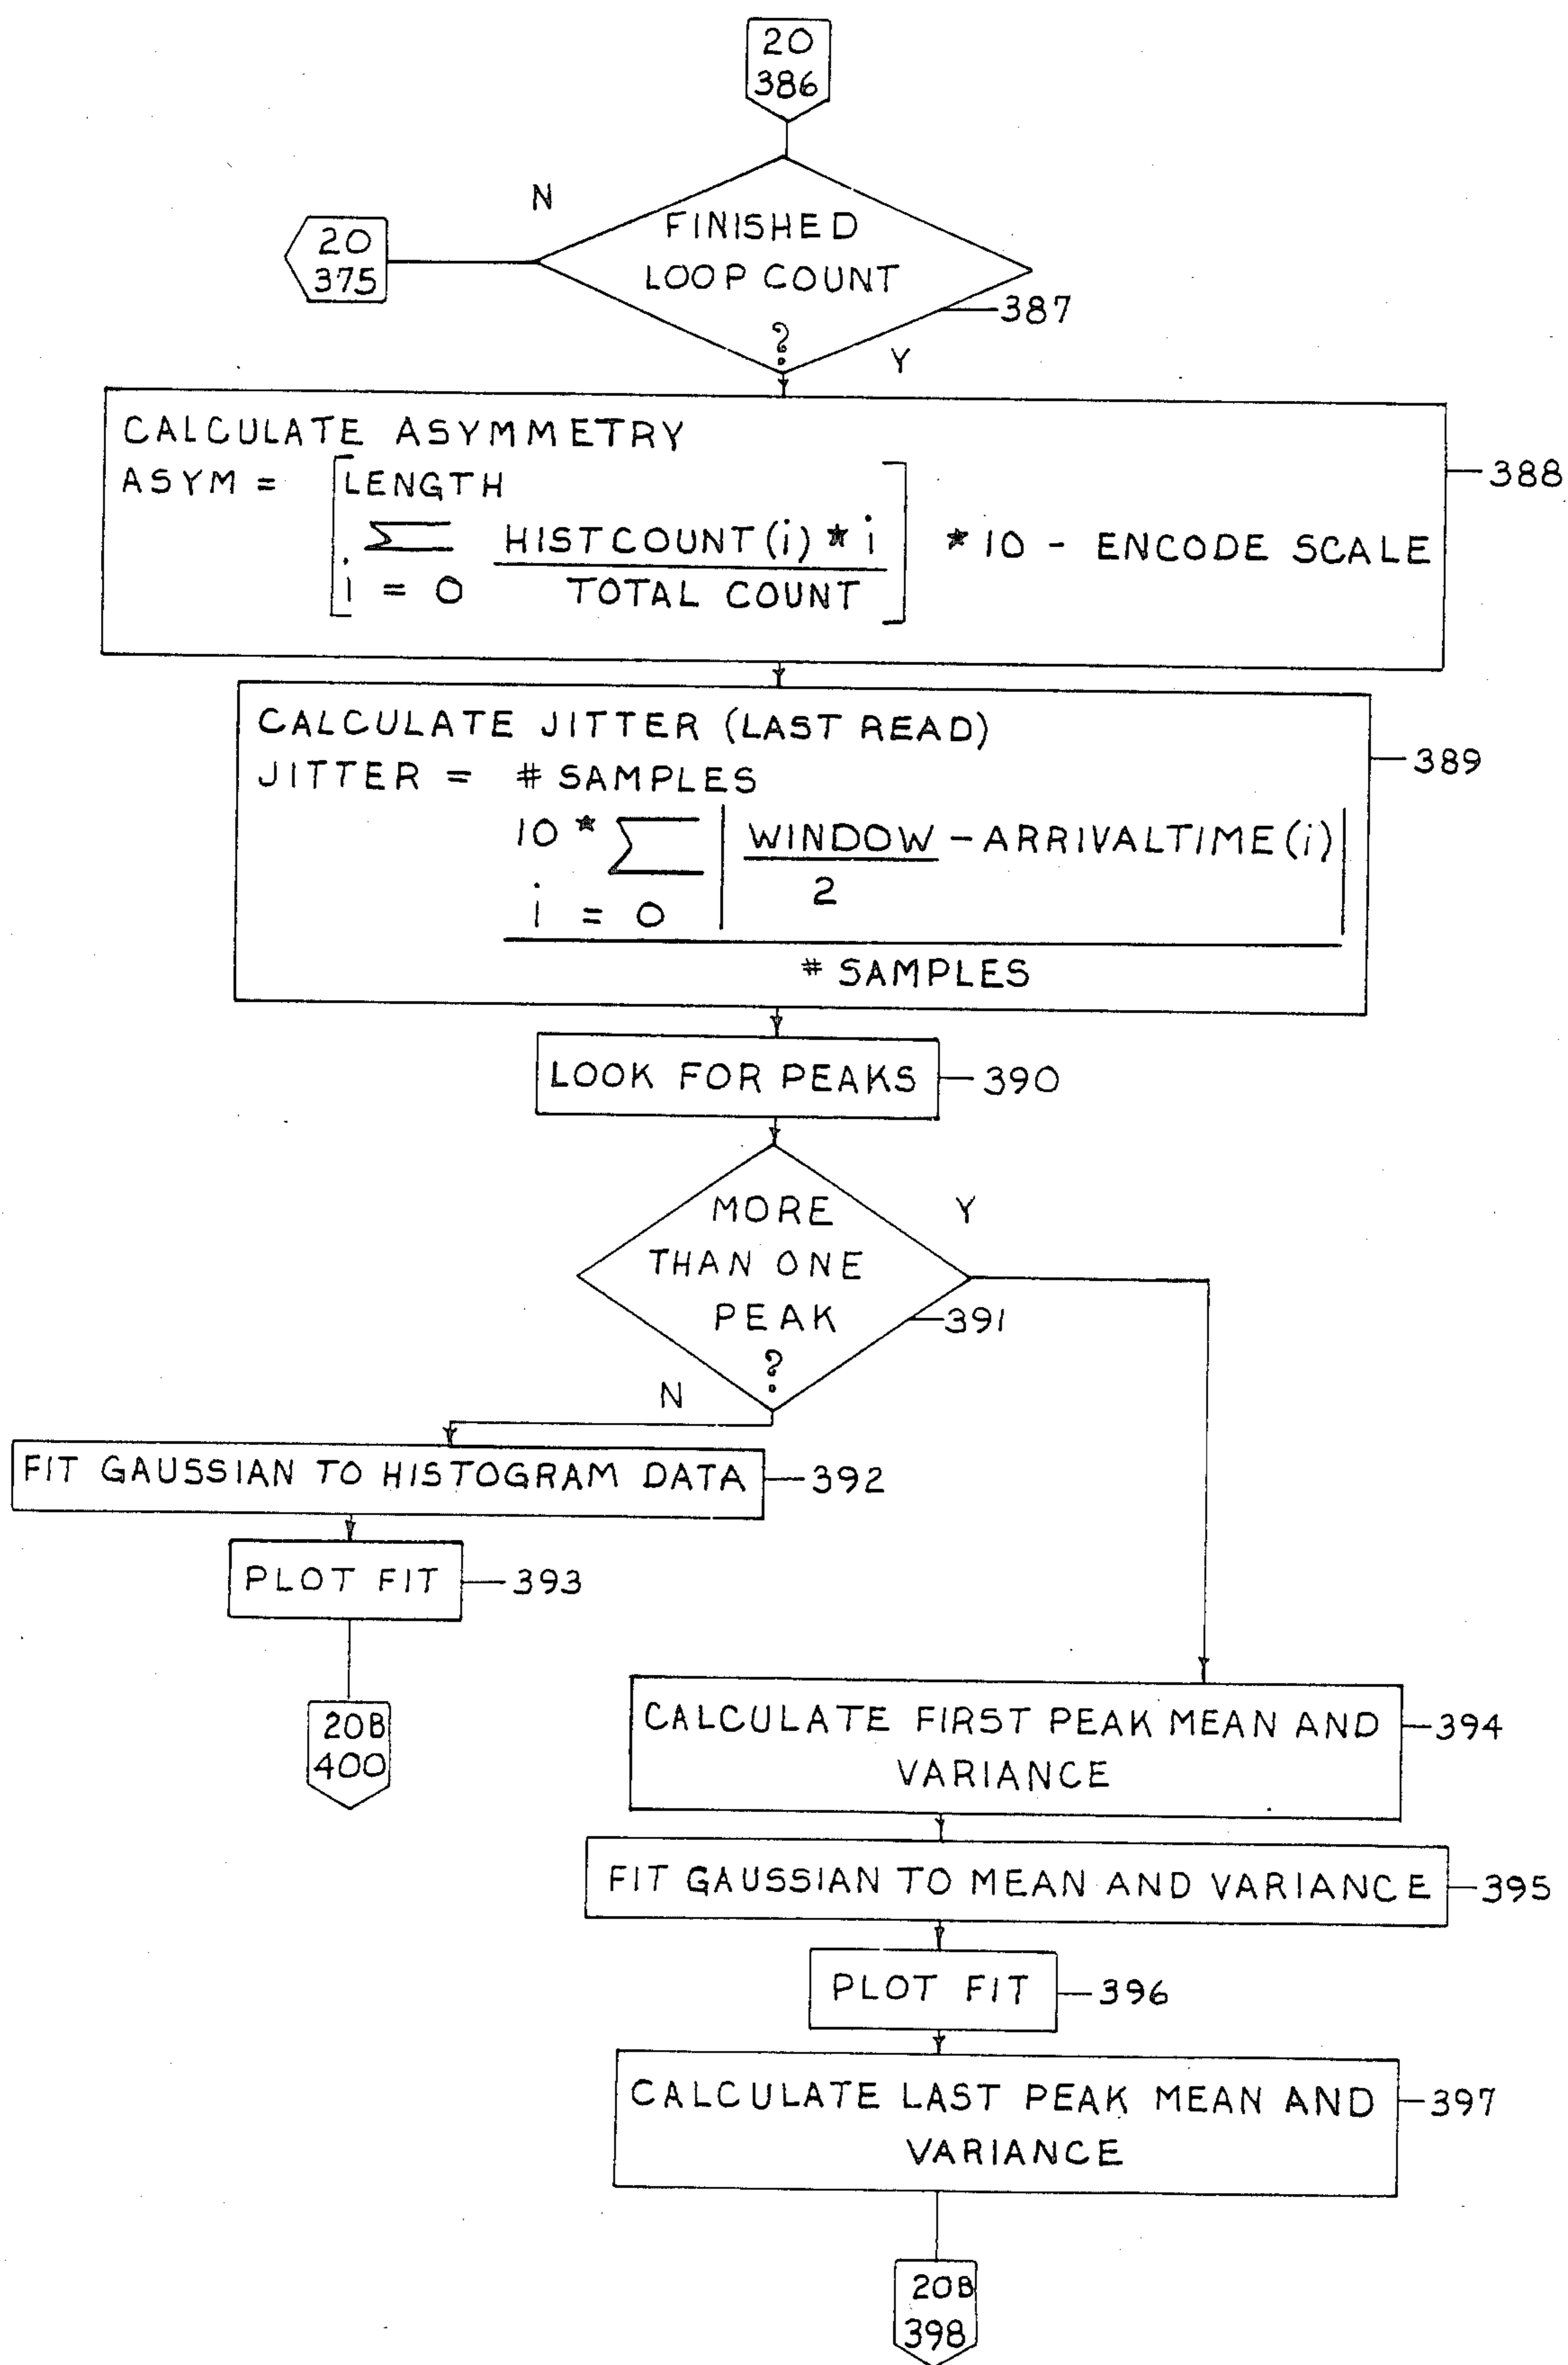 20
386
N
FINISHED
20
LOOP COUNT
375
387
?
Y
CALCULATE ASYMMETRY
ASYM = [LENGTH
388
∑ HISTCOUNT(i) * i] * 10 - ENCODE SCALE
i = 0 TOTAL COUNT
CALCULATE JITTER (LAST READ)
389
JITTER = # SAMPLES
10 * ∑ | WINDOW - ARRIVALTIME(i) |
2
i = 0
# SAMPLES
LOOK FOR PEAKS
390
MORE
Y
THAN ONE
PEAK
391
?
N
FIT GAUSSIAN TO HISTOGRAM DATA
392
PLOT FIT
393
20B
400
CALCULATE FIRST PEAK MEAN AND
394
VARIANCE
FIT GAUSSIAN TO MEAN AND VARIANCE
395
PLOT FIT
396
CALCULATE LAST PEAK MEAN AND
397
VARIANCE
20B
398